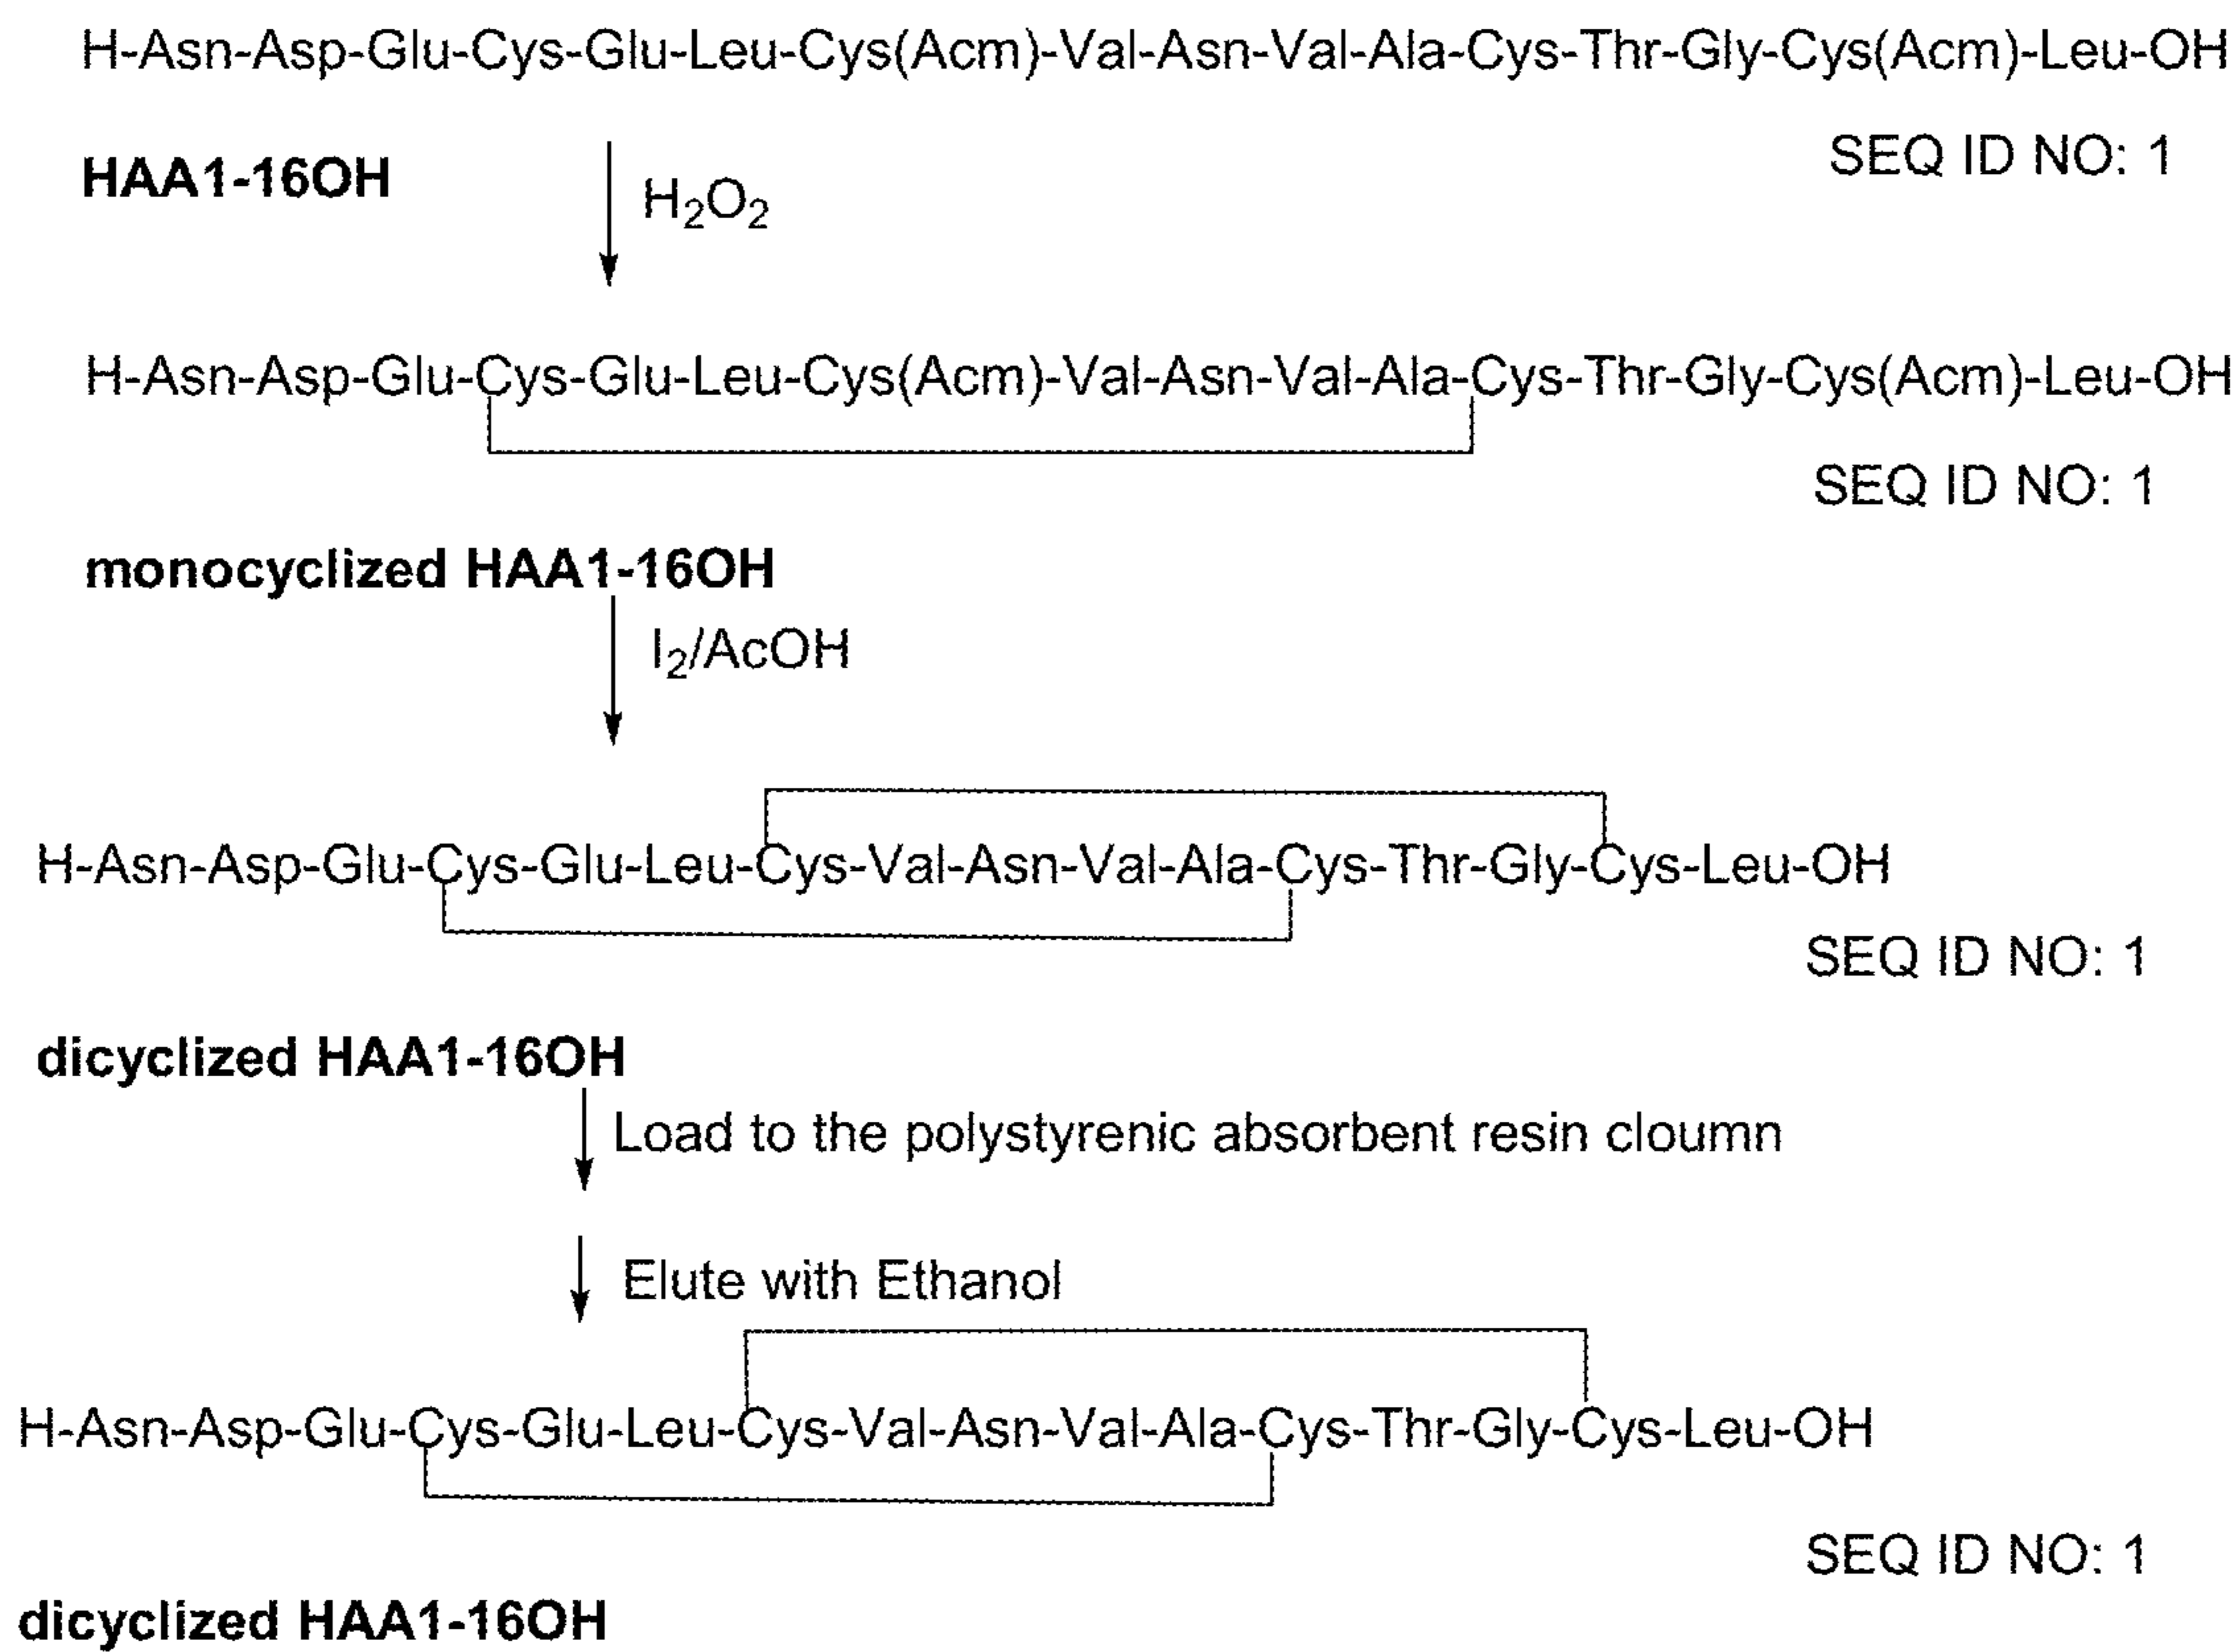 H-Asn-Asp-Glu-Cys-Glu-Leu-Cys(Acm)-Val-Asn-Val-Ala-Cys-Thr-Gly-Cys(Acm)-Leu-OH
SEQ ID NO: 1
HAA1-16OH
H2O2
H-Asn-Asp-Glu-Cys-Glu-Leu-Cys(Acm)-Val-Asn-Val-Ala-Cys-Thr-Gly-Cys(Acm)-Leu-OH
SEQ ID NO: 1
monocyclized HAA1-16OH
I2/AcOH
H-Asn-Asp-Glu-Cys-Glu-Leu-Cys-Val-Asn-Val-Ala-Cys-Thr-Gly-Cys-Leu-OH
SEQ ID NO: 1
dicyclized HAA1-16OH
Load to the polystyrenic absorbent resin cloumn
Elute with Ethanol
H-Asn-Asp-Glu-Cys-Glu-Leu-Cys-Val-Asn-Val-Ala-Cys-Thr-Gly-Cys-Leu-OH
SEQ ID NO: 1
dicyclized HAA1-16OH